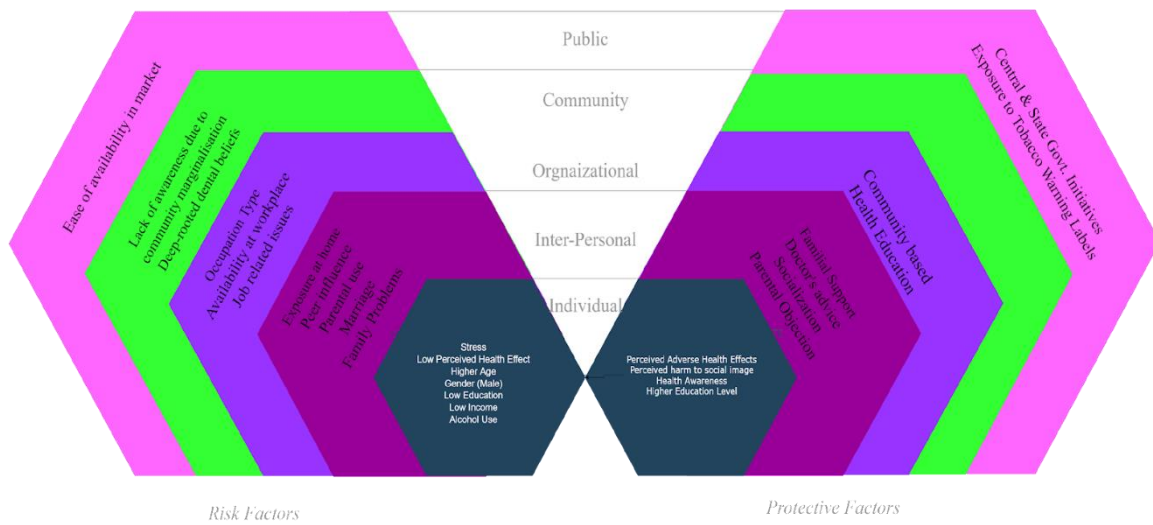 Public
Community
Orgnaizational
Inter-Personal
Individual
Ease of availability in market
Lack of awareness due to
community marginalisation
Deep-rooted dental beliefs
Occupation Type
Availability at workplace
Job related issues
Exposure at home
Peer influence
Parental use
Marriage
Family Problems
Stress
Low Perceived Health Effect
Higher Age
Gender (Male)
Low Education
Low Income
Alcohol Use
Perceived Adverse Health Effects
Perceived harm to social image
Health Awareness
Higher Education Level
Familial Support
Doctor's advice
Socialization
Parental Objection
Community based
Health Education
Central & State Govt. Initiatives
Exposure to Tobacco Warning Labels
Risk Factors
Protective Factors